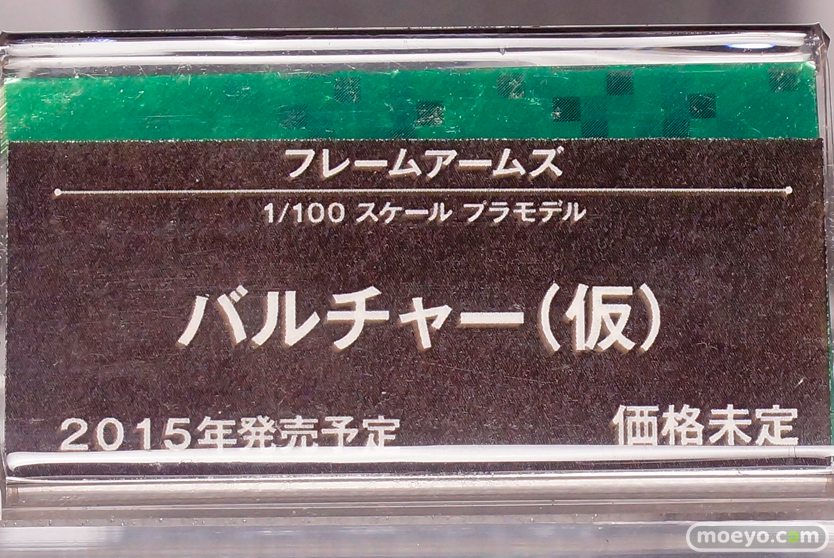 フレームアームズ
1/100 スケール プラモデル
バルチャー(仮)
2015年発売予定
価格未定
moeyo.com